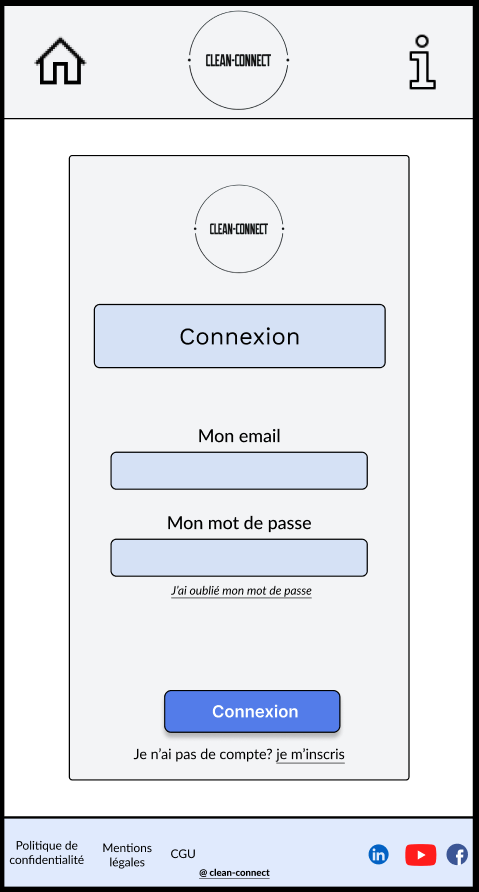 CLEAN-CONNECT
CLEAN-CONNECT
Connexion
Mon email
Mon mot de passe
J'ai oublié mon mot de passe
Connexion
Je n'ai pas de compte? je m'inscris
Politique de
confidentialité
Mentions
légales
CGU
@ clean-connect
in
f